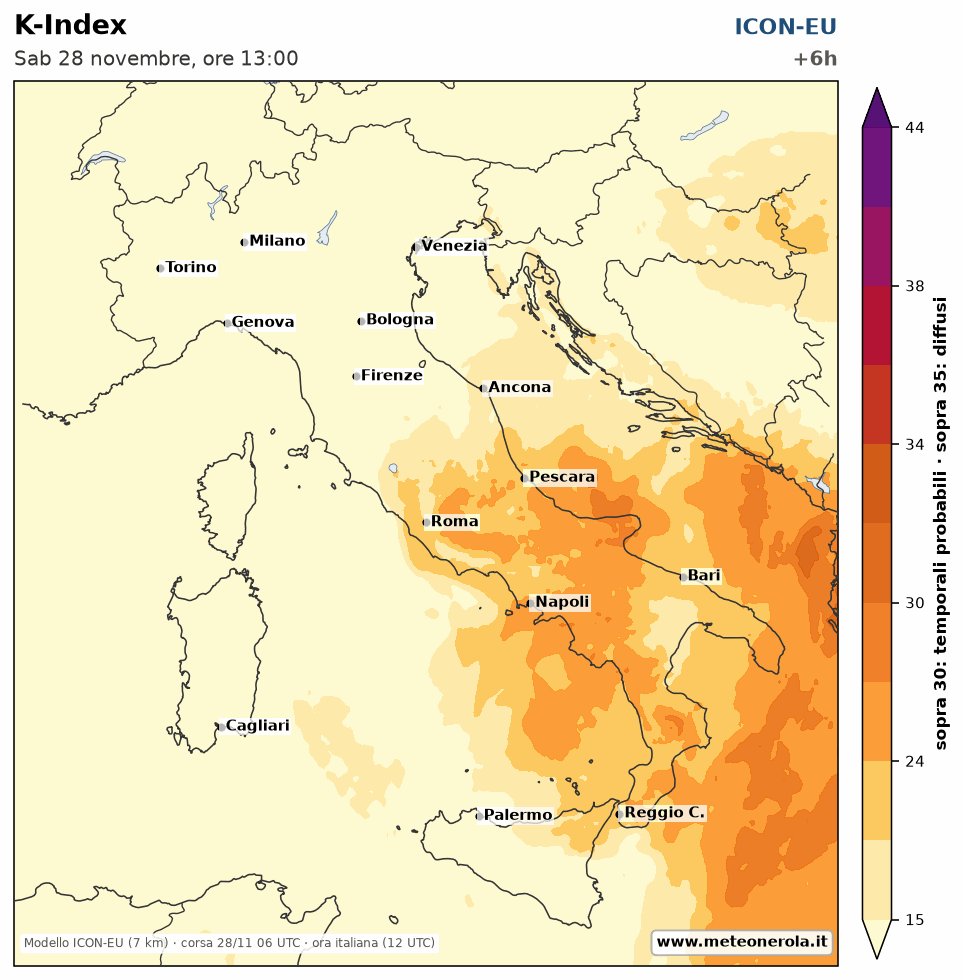 K-Index
ICON-EU
Sab 28 novembre, ore 13:00
+6h
44
38
34
30
24
15
sopra 30: temporali probabili · sopra 35: diffusi
Milano
Venezia
Torino
Genova
Bologna
Firenze
Ancona
Pescara
Roma
Bari
Napoli
Cagliari
Palermo
Reggio C.
Modello ICON-EU (7 km) · corsa 28/11 06 UTC · ora italiana (12 UTC)
www.meteonerola.it